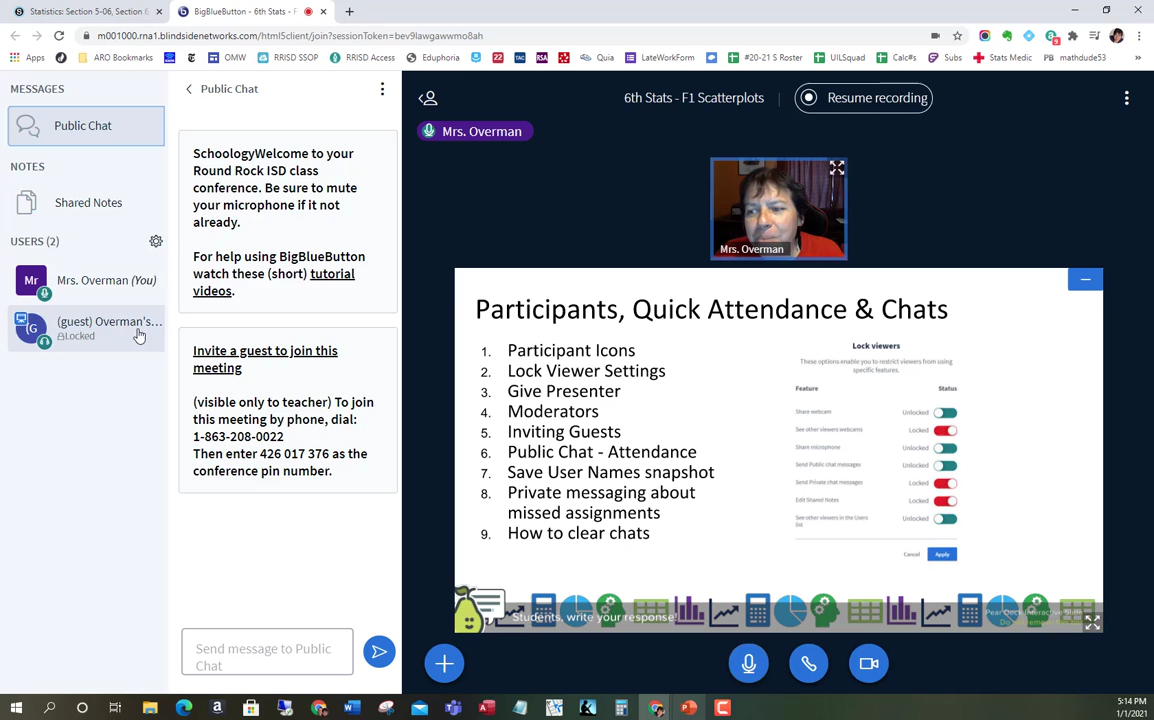 Statistics: Section 5-06, Section 6
BigBlueButton - 6th Stats - F1
m001000.rna1.blindsidenetworks.com/html5client/join?sessionToken=bev9lawgawwmo8ah
Apps
ARO Bookmarks
OMW
RRISD SSOP
RRISD Access
Eduphoria
22
TAC
RSA
Quia
LateWorkForm
#20-21 S Roster
UILSquad
Calc#s
Subs
Stats Medic
mathdude53
MESSAGES
Public Chat
NOTES
Shared Notes
USERS (2)
Mr
Mrs. Overman (You)
(G
(guest) Overman's...
Locked
Public Chat
SchoologyWelcome to your
Round Rock ISD class
conference. Be sure to mute
your microphone if it not
already.
For help using BigBlueButton
watch these (short) tutorial
videos.
Invite a guest to join this
meeting
(visible only to teacher) To join
this meeting by phone, dial:
1-863-208-0022
Then enter 426 017 376 as the
conference pin number.
Send message to Public
Chat
6th Stats - F1 Scatterplots
Resume recording
Mrs. Overman
Mrs. Overman
Participants, Quick Attendance & Chats
1. Participant Icons
2. Lock Viewer Settings
3. Give Presenter
4. Moderators
5. Inviting Guests
6. Public Chat - Attendance
7. Save User Names snapshot
8. Private messaging about
missed assignments
9. How to clear chats
Lock viewers
These options enable you to restrict viewers from using
specific features.
Feature Status
Share webcam Unlocked
See other viewers webcams Locked
Share microphone Unlocked
Send Public chat messages Unlocked
Send Private chat messages Locked
Edit Shared Notes Locked
See other viewers in the Users
list Unlocked
Cancel Apply
Students, write your response!
Pear Deck Interactive Slide
5:14 PM
1/1/2021